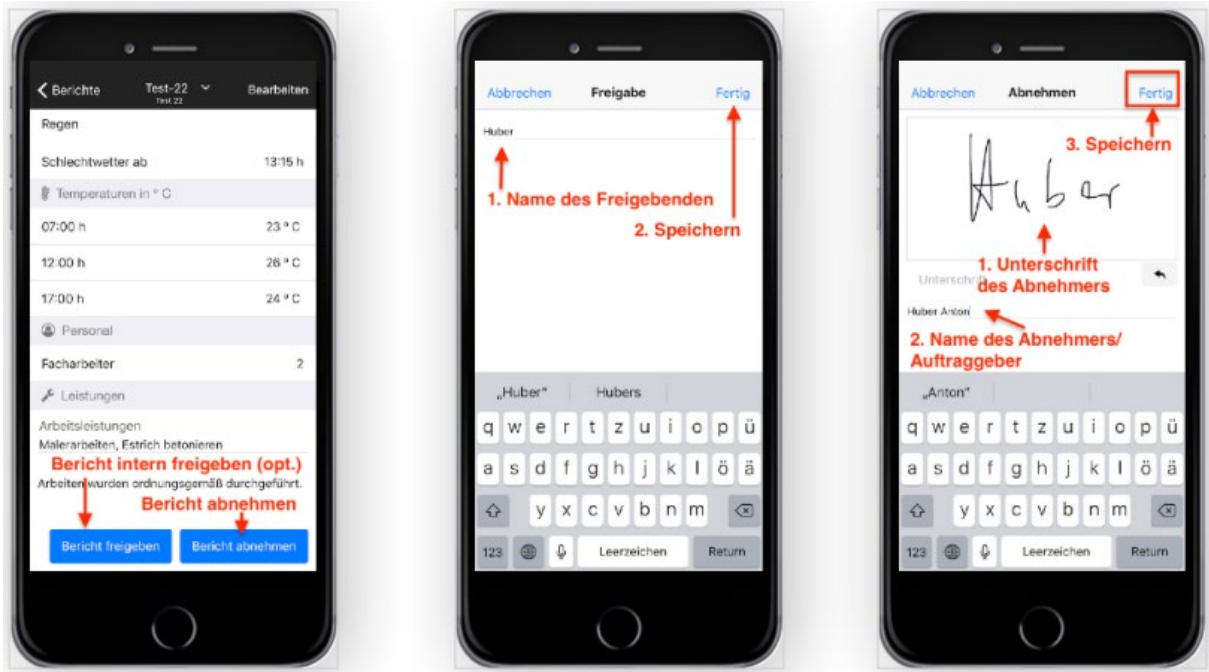 Berichte
Test-22
Test 22
Bearbeiten
Regen
Schlechtwetter ab 13:15 h
Temperaturen in ° C
07:00 h 23 ° C
12:00 h 26 ° C
17:00 h 24 ° C
Personal
Facharbeiter 2
Leistungen
Arbeitsleistungen
Malerarbeiten, Estrich betonieren
Bericht intern freigeben (opt.)
Arbeiten wurden ordnungsgemäß durchgeführt.
Bericht abnehmen
Bericht freigeben
Bericht abnehmen
Abbrechen Freigabe Fertig
Huber
1. Name des Freigebenden
2. Speichern
„Huber“ Hubers
q w e r t z u i o p ü
a s d f g h j k l ö ä
y x c v b n m
123 Leerzeichen Return
Abbrechen Abnehmen Fertig
3. Speichern
Huber
1. Unterschrift
des Abnehmers
Unterschrift
Huber Anton
2. Name des Abnehmers/
Auftraggeber
„Anton“
q w e r t z u i o p ü
a s d f g h j k l ö ä
y x c v b n m
123 Leerzeichen Return